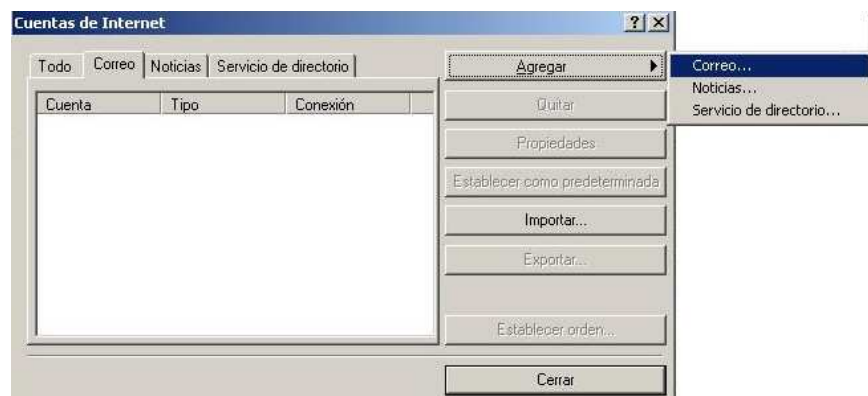 Cuentas de Internet
Todo Correo Noticias Servicio de directorio
Cuenta Tipo Conexión
Agregar
Quitar
Propiedades
Establecer como predeterminada
Importar...
Exportar...
Establecer orden...
Cerrar
Correo...
Noticias...
Servicio de directorio...